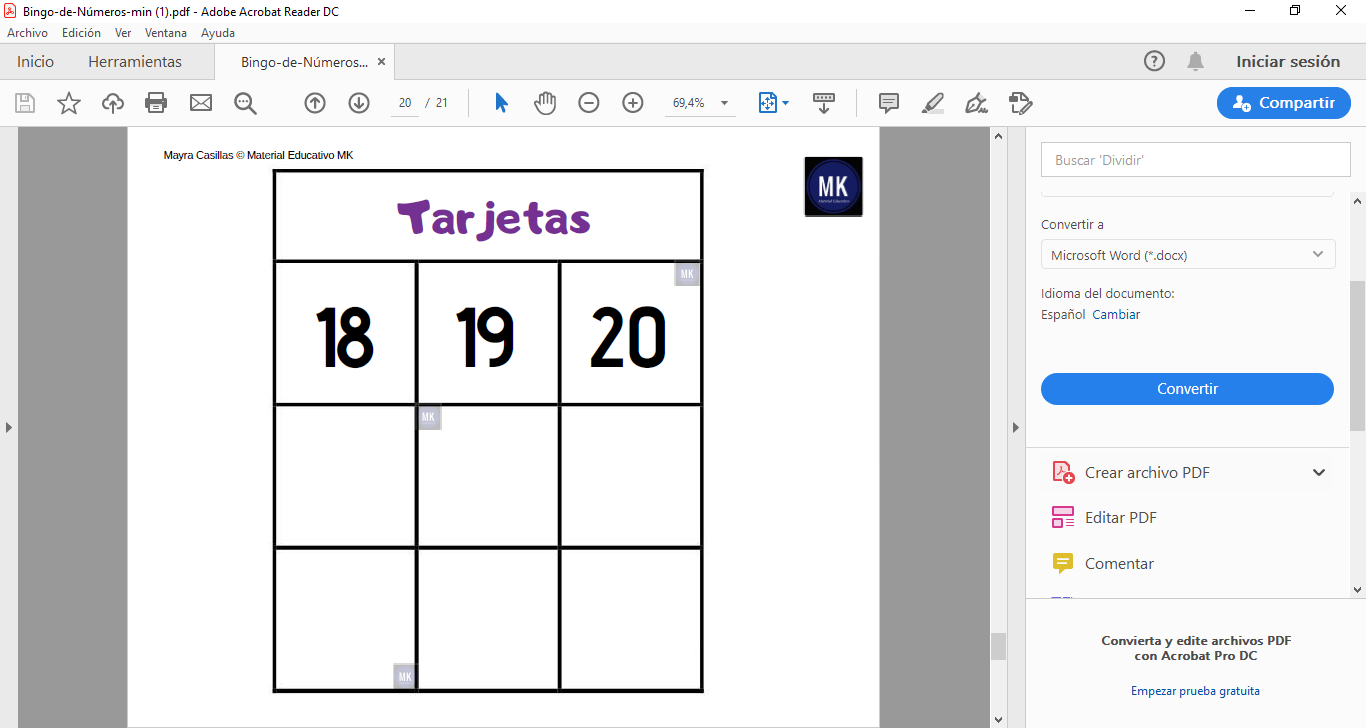 Bingo-de-Números-min (1).pdf - Adobe Acrobat Reader DC
Archivo Edición Ver Ventana Ayuda
Inicio Herramientas Bingo-de-Números... × Iniciar sesión
20 / 21 69,4% Compartir
Mayra Casillas © Material Educativo MK
MK
Material Educativo
Tarjetas
MK
18 19 20
MK
MK
Buscar 'Dividir'
Convertir a
Microsoft Word (*.docx)
Idioma del documento:
Español Cambiar
Convertir
Crear archivo PDF
Editar PDF
Comentar
Convierta y edite archivos PDF
con Acrobat Pro DC
Empezar prueba gratuita